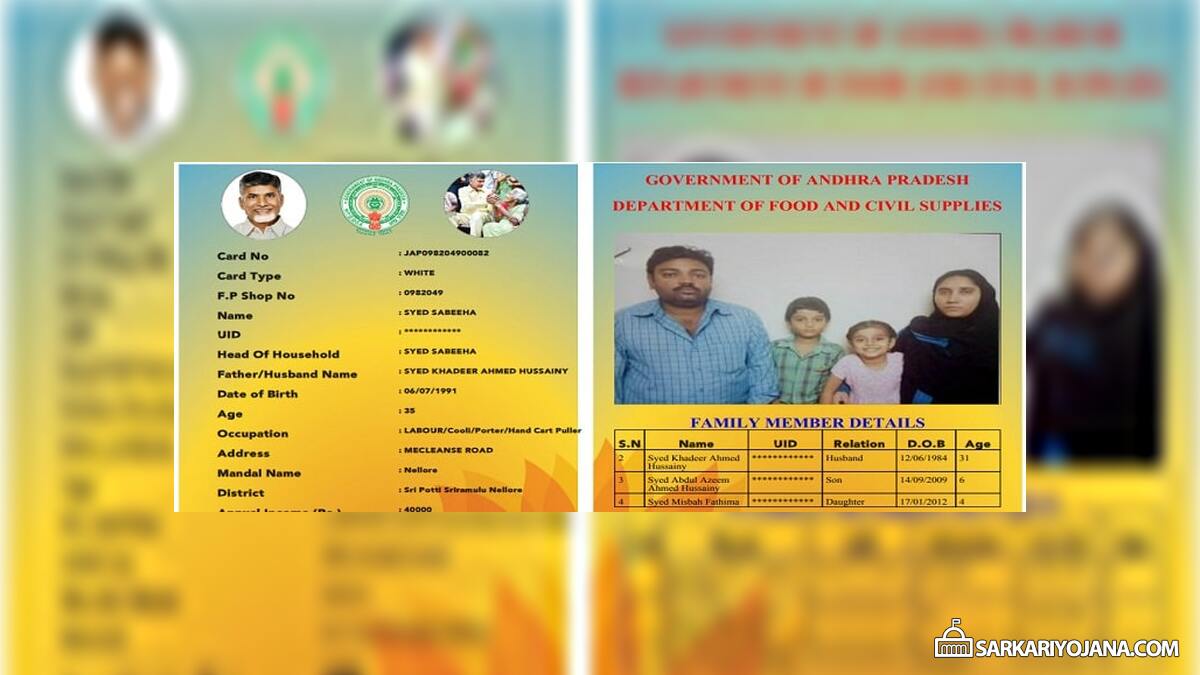 Card No : JAP098204900082
Card Type : WHITE
F.P Shop No : 0982049
Name : SYED SABEEHA
UID : ************
Head Of Household : SYED SABEEHA
Father/Husband Name : SYED KHADEER AHMED HUSSAINY
Date of Birth : 06/07/1991
Age : 35
Occupation : LABOUR/Cooli/Porter/Hand Cart Puller
Address : MECLEANSE ROAD
Mandal Name : Nellore
District : Sri Potti Sriramulu Nellore
Annual Income (Rs.) : 40000
GOVERNMENT OF ANDHRA PRADESH
DEPARTMENT OF FOOD AND CIVIL SUPPLIES
FAMILY MEMBER DETAILS
S.N Name UID Relation D.O.B Age
2 Syed Khadeer Ahmed Hussainy ************ Husband 12/06/1984 31
3 Syed Abdul Azeem Ahmed Hussainy ************ Son 14/09/2009 6
4 Syed Misbah Fathima ************ Daughter 17/01/2012 4
SARKARIYOJANA.COM